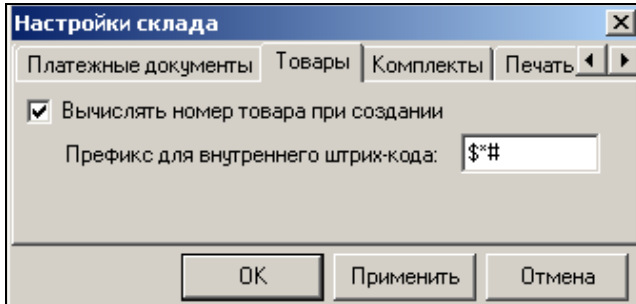 Настройки склада
Платежные документы Товары Комплекты Печать
Вычислять номер товара при создании
Префикс для внутреннего штрих-кода: $*#
OK Применить Отмена